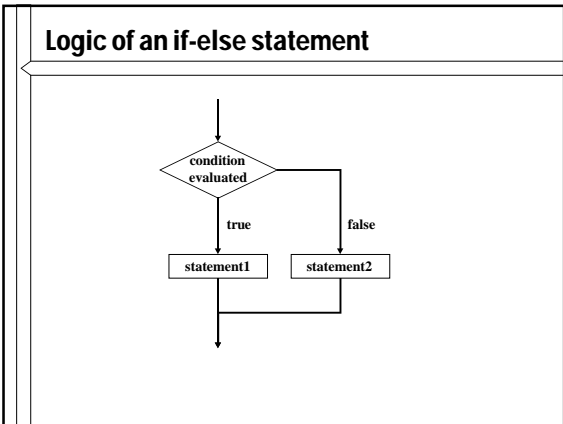 Logic of an if-else statement
condition
evaluated
true
false
statement1
statement2